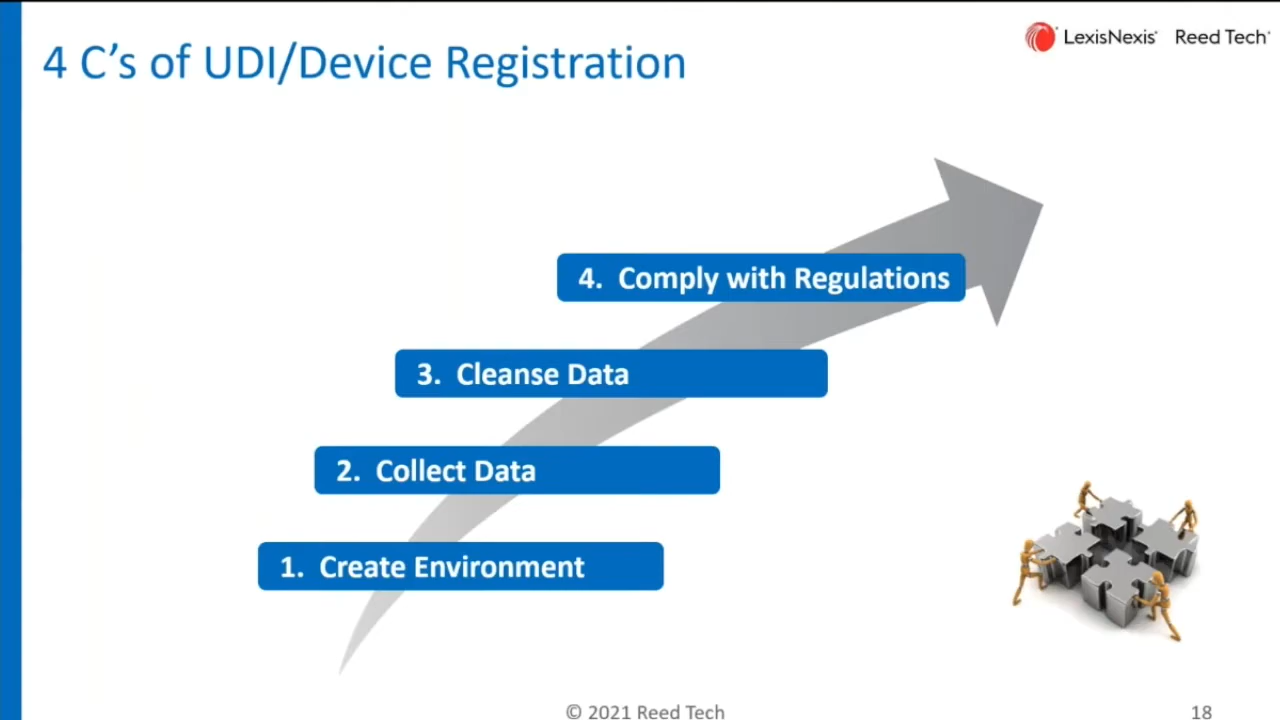 4 C’s of UDI/Device Registration
LexisNexis® Reed Tech®
4. Comply with Regulations
3. Cleanse Data
2. Collect Data
1. Create Environment
© 2021 Reed Tech
18